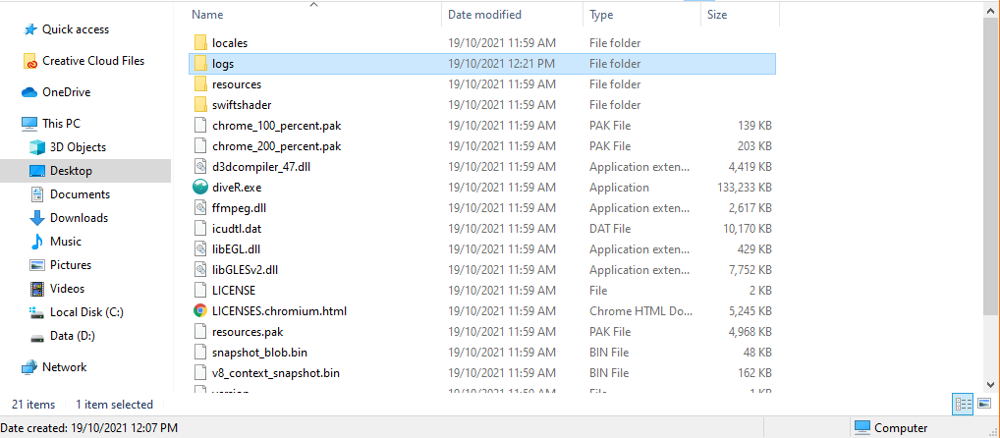 Name Date modified Type Size
Quick access
Creative Cloud Files
OneDrive
This PC
3D Objects
Desktop
Documents
Downloads
Music
Pictures
Videos
Local Disk (C:)
Data (D:)
Network
locales 19/10/2021 11:59 AM File folder
logs 19/10/2021 12:21 PM File folder
resources 19/10/2021 11:59 AM File folder
swiftshader 19/10/2021 11:59 AM File folder
chrome_100_percent.pak 19/10/2021 11:59 AM PAK File 139 KB
chrome_200_percent.pak 19/10/2021 11:59 AM PAK File 203 KB
d3dcompiler_47.dll 19/10/2021 11:59 AM Application exten... 4,419 KB
diveR.exe 19/10/2021 11:59 AM Application 133,233 KB
ffmpeg.dll 19/10/2021 11:59 AM Application exten... 2,617 KB
icudtl.dat 19/10/2021 11:59 AM DAT File 10,170 KB
libEGL.dll 19/10/2021 11:59 AM Application exten... 429 KB
libGLESv2.dll 19/10/2021 11:59 AM Application exten... 7,752 KB
LICENSE 19/10/2021 11:59 AM File 2 KB
LICENSES.chromium.html 19/10/2021 11:59 AM Chrome HTML Do... 5,245 KB
resources.pak 19/10/2021 11:59 AM PAK File 4,968 KB
snapshot_blob.bin 19/10/2021 11:59 AM BIN File 48 KB
v8_context_snapshot.bin 19/10/2021 11:59 AM BIN File 162 KB
version 19/10/2021 11:59 AM File 1 KB
21 items 1 item selected
Date created: 19/10/2021 12:07 PM Computer